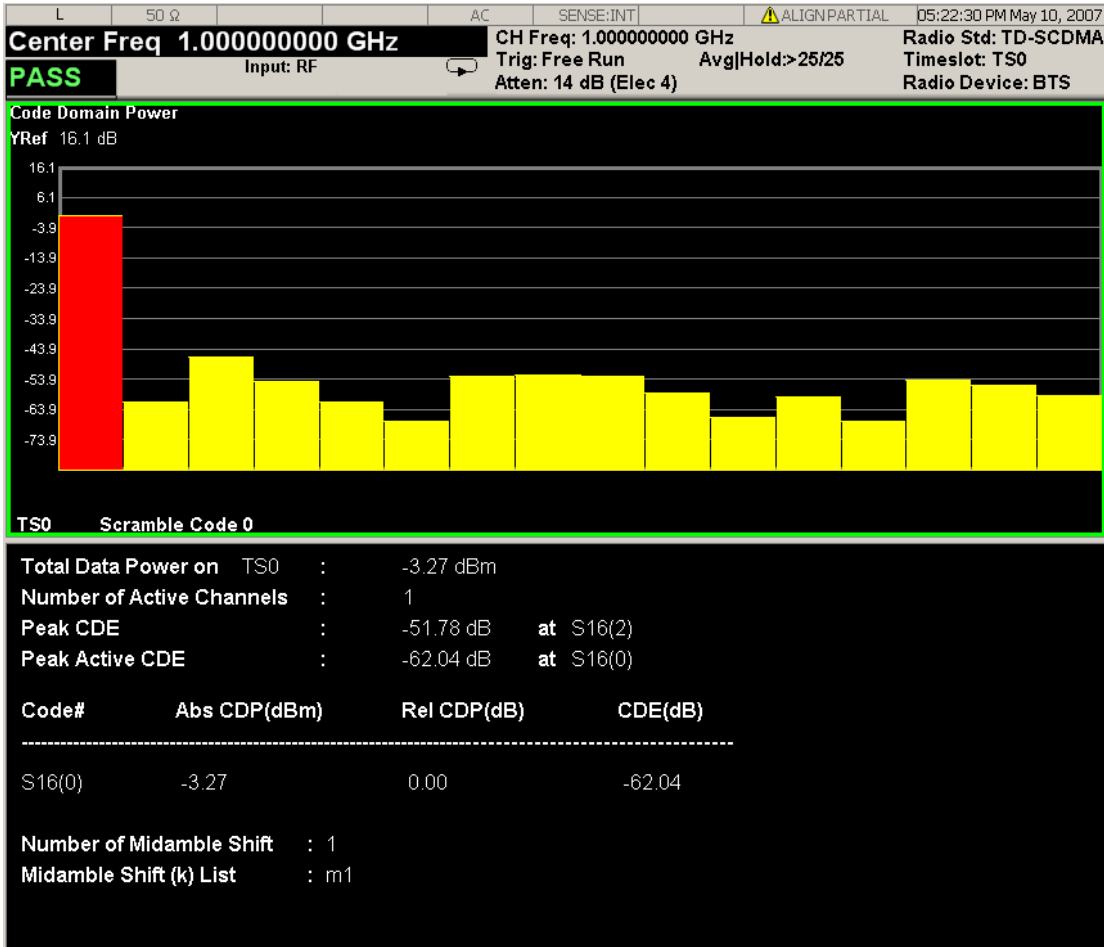 L 50 Ω AC SENSE:INT ALIGN PARTIAL 05:22:30 PM May 10, 2007
Center Freq 1.000000000 GHz
Input: RF
PASS
CH Freq: 1.000000000 GHz
Trig: Free Run Avg|Hold:>25/25
Atten: 14 dB (Elec 4)
Radio Std: TD-SCDMA
Timeslot: TS0
Radio Device: BTS
Code Domain Power
YRef 16.1 dB
16.1
6.1
-3.9
-13.9
-23.9
-33.9
-43.9
-53.9
-63.9
-73.9
TS0 Scramble Code 0
Total Data Power on TS0 : -3.27 dBm
Number of Active Channels : 1
Peak CDE : -51.78 dB at S16(2)
Peak Active CDE : -62.04 dB at S16(0)
Code# Abs CDP(dBm) Rel CDP(dB) CDE(dB)
S16(0) -3.27 0.00 -62.04
Number of Midamble Shift : 1
Midamble Shift (k) List : m1